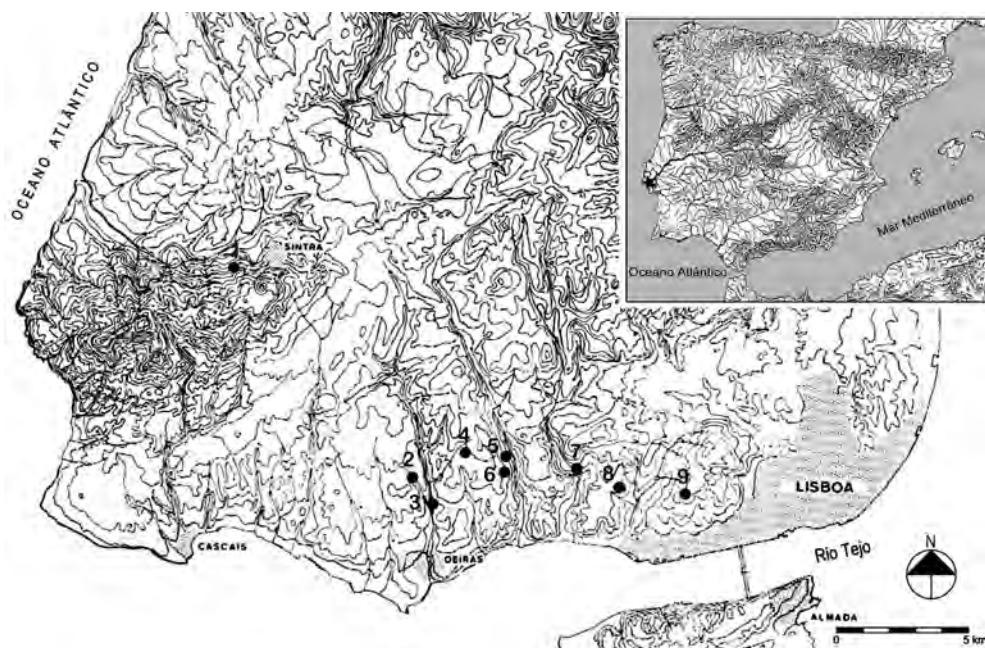 OCEANO ATLÂNTICO
Mar Mediterrâneo
Oceano Atlântico
1
SINTRA
4
5
2
6
7
3
8
9
LISBOA
CASCAIS
OEIRAS
Rio Tejo
N
ALMADA
0
5 km